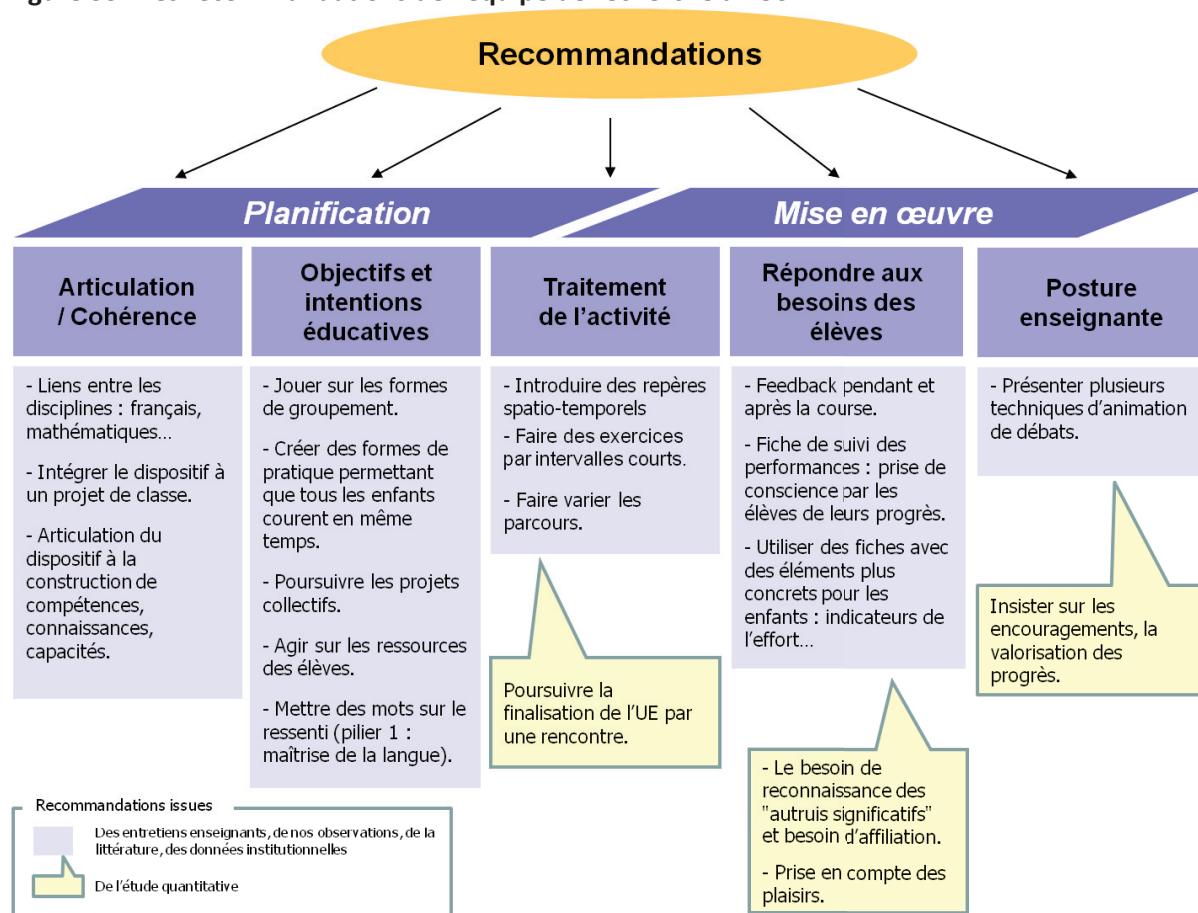 Recommandations
Planification
Mise en œuvre
Articulation
/ Cohérence
- Liens entre les
disciplines : français,
mathématiques…
- Intégrer le dispositif à
un projet de classe.
- Articulation du
dispositif à la
construction de
compétences,
connaissances,
capacités.
Objectifs et
intentions
éducatives
- Jouer sur les formes
de groupement.
- Créer des formes de
pratique permettant
que tous les enfants
courent en même
temps.
- Poursuivre les projets
collectifs.
- Agir sur les ressources
des élèves.
- Mettre des mots sur le
ressenti (pilier 1 :
maîtrise de la langue).
Traitement
de l’activité
- Introduire des repères
spatio-temporels
- Faire des exercices
par intervalles courts.
- Faire varier les
parcours.
Poursuivre la
finalisation de l’UE par
une rencontre.
Répondre aux
besoins des
élèves
- Feedback pendant et
après la course.
- Fiche de suivi des
performances : prise de
conscience par les
élèves de leurs progrès.
- Utiliser des fiches avec
des éléments plus
concrets pour les
enfants : indicateurs de
l’effort…
- Le besoin de
reconnaissance des
"autruis significatifs"
et besoin d’affiliation.
- Prise en compte des
plaisirs.
Posture
enseignante
- Présenter plusieurs
techniques d’animation
de débats.
Insister sur les
encouragements, la
valorisation des
progrès.
Recommandations issues
Des entretiens enseignants, de nos observations, de la
littérature, des données institutionnelles
De l’étude quantitative